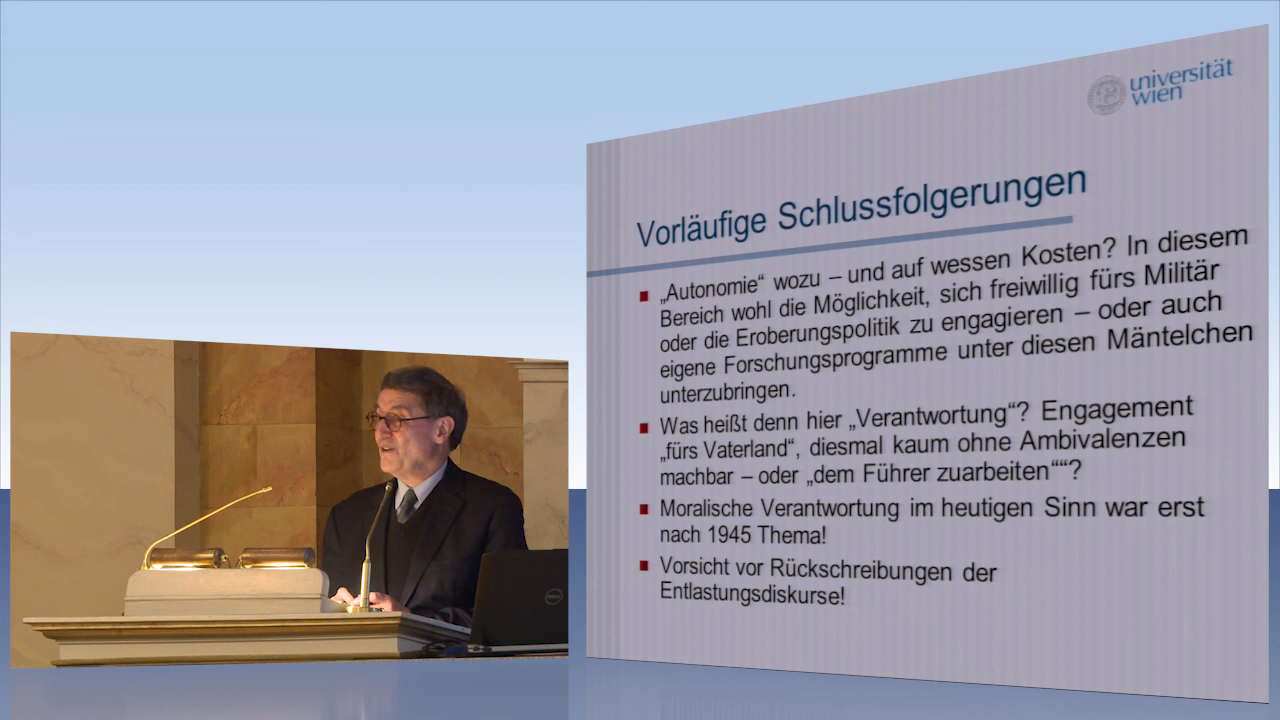 universität
wien
Vorläufige Schlussfolgerungen
„Autonomie“ wozu – und auf wessen Kosten? In diesem
Bereich wohl die Möglichkeit, sich freiwillig fürs Militär
oder die Eroberungspolitik zu engagieren – oder auch
eigene Forschungsprogramme unter diesen Mäntelchen
unterzubringen.
Was heißt denn hier „Verantwortung“? Engagement
„fürs Vaterland“, diesmal kaum ohne Ambivalenzen
machbar – oder „dem Führer zuarbeiten““?
Moralische Verantwortung im heutigen Sinn war erst
nach 1945 Thema!
Vorsicht vor Rückschreibungen der
Entlastungsdiskurse!
DELL